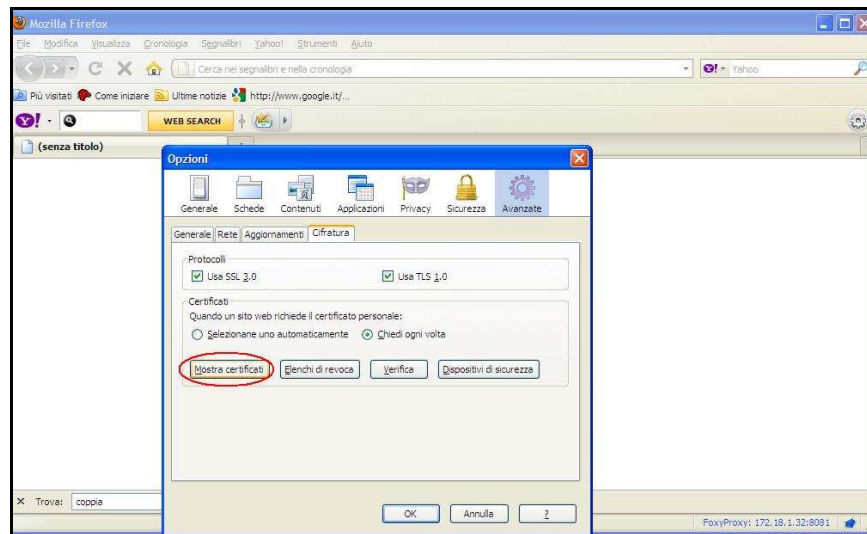 Mozilla Firefox
File Modifica Visualizza Cronologia Segnalibri Yahoo! Strumenti Aiuto
Cerca nei segnalibri e nella cronologia Yahoo
Più visitati Come iniziare Ultime notizie http://www.google.it/...
Y! WEB SEARCH
(senza titolo)
Opzioni
Generale Schede Contenuti Applicazioni Privacy Sicurezza Avanzate
Generale Rete Aggiornamenti Cifratura
Protocolli
Usa SSL 3.0 Usa TLS 1.0
Certificati
Quando un sito web richiede il certificato personale:
Selezionane uno automaticamente Chiedi ogni volta
Mostra certificati Elenchi di revoca Verifica Dispositivi di sicurezza
Trova: coppia
OK Annulla ?
FoxyProxy: 172.18.1.32:8081